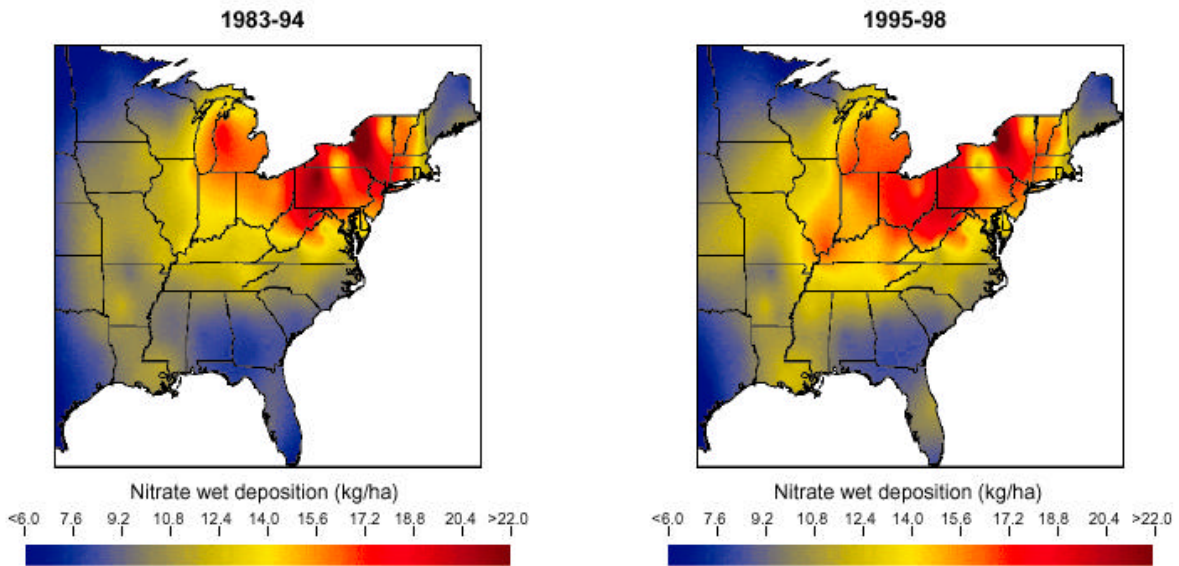 1983-94
1995-98
Nitrate wet deposition (kg/ha)
<6.0 7.6 9.2 10.8 12.4 14.0 15.6 17.2 18.8 20.4 >22.0
Nitrate wet deposition (kg/ha)
<6.0 7.6 9.2 10.8 12.4 14.0 15.6 17.2 18.8 20.4 >22.0